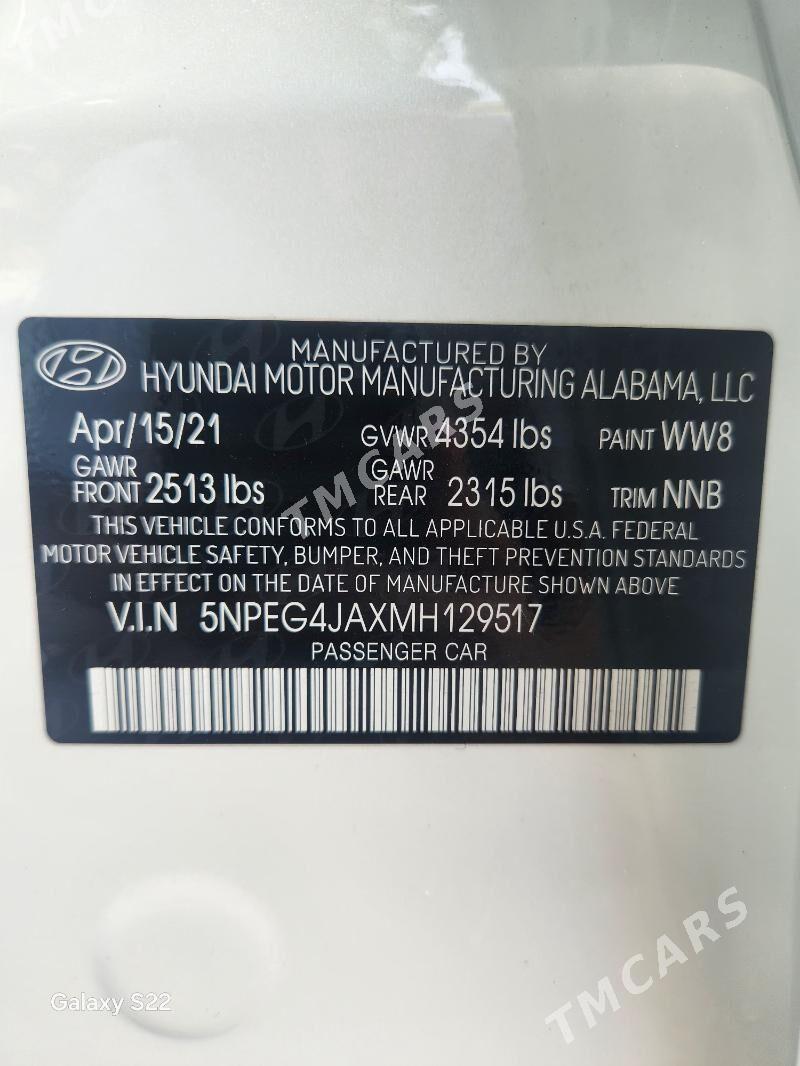 TMCARS
MANUFACTURED BY
HYUNDAI MOTOR MANUFACTURING ALABAMA, LLC
Apr/15/21 GVWR 4354 lbs PAINT WW8
GAWR FRONT 2513 lbs GAWR REAR 2315 lbs TRIM NNB
THIS VEHICLE CONFORMS TO ALL APPLICABLE U.S.A. FEDERAL
MOTOR VEHICLE SAFETY, BUMPER, AND THEFT PREVENTION STANDARDS
IN EFFECT ON THE DATE OF MANUFACTURE SHOWN ABOVE
V.I.N 5NPEG4JAXMH129517
PASSENGER CAR
TMCARS
TMCARS
Galaxy S22